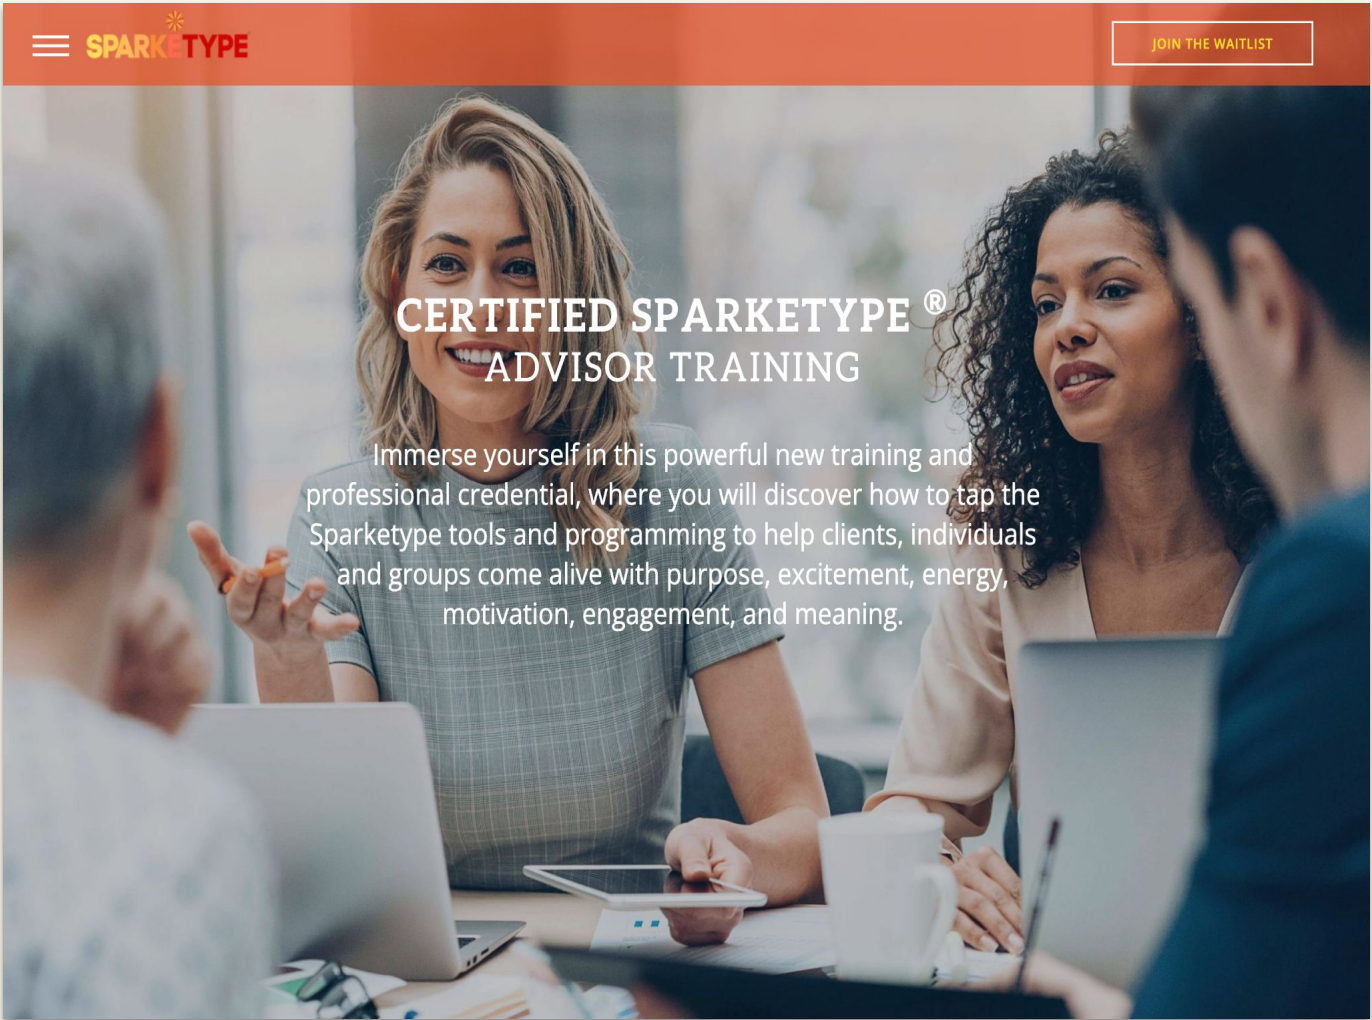 SPARKETYPE
JOIN THE WAITLIST
CERTIFIED SPARKETYPE ®
ADVISOR TRAINING
Immerse yourself in this powerful new training and
professional credential, where you will discover how to tap the
Sparketype tools and programming to help clients, individuals
and groups come alive with purpose, excitement, energy,
motivation, engagement, and meaning.